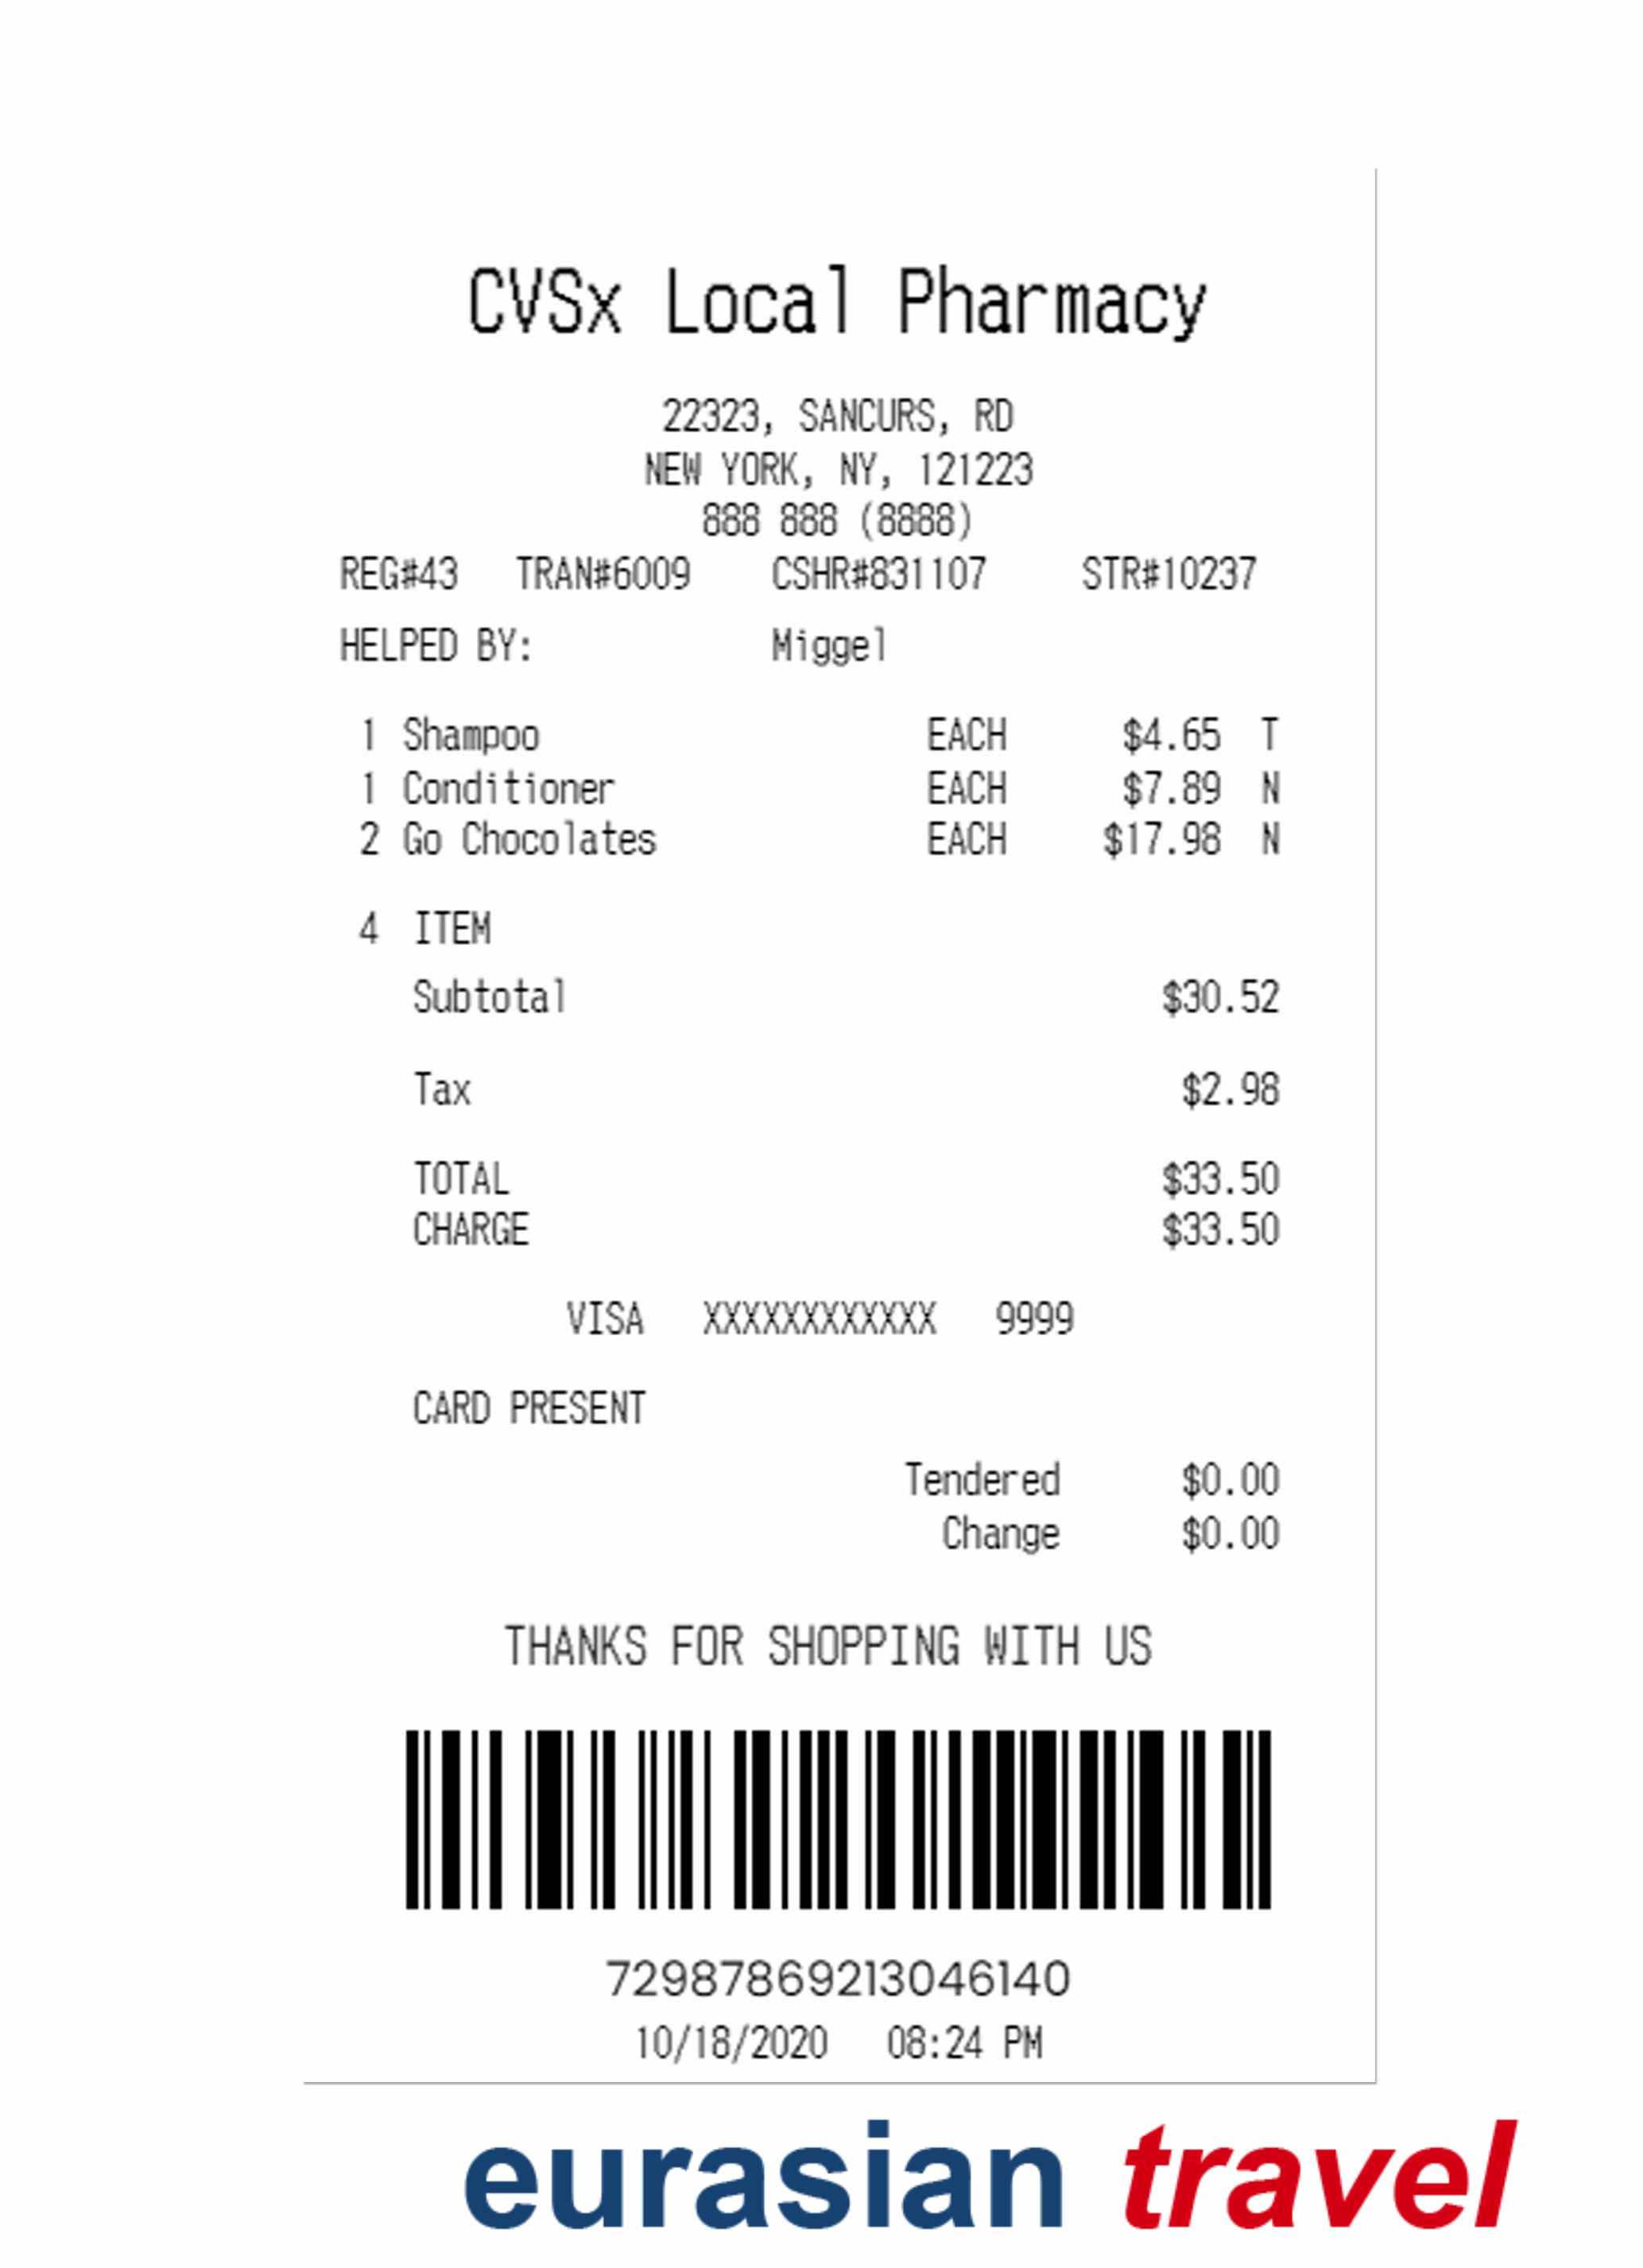 CVSx Local Pharmacy
22323, SANCURS, RD
NEW YORK, NY, 121223
888 888 (8888)
REG#43 TRAN#6009 CSHR#831107 STR#10237
HELPED BY: Miggel
1 Shampoo EACH $4.65 T
1 Conditioner EACH $7.89 N
2 Go Chocolates EACH $17.98 N
4 ITEM
Subtotal $30.52
Tax $2.98
TOTAL $33.50
CHARGE $33.50
VISA XXXXXXXXXXXX 9999
CARD PRESENT
Tendered $0.00
Change $0.00
THANKS FOR SHOPPING WITH US
72987869213046140
10/18/2020 08:24 PM
eurasian travel